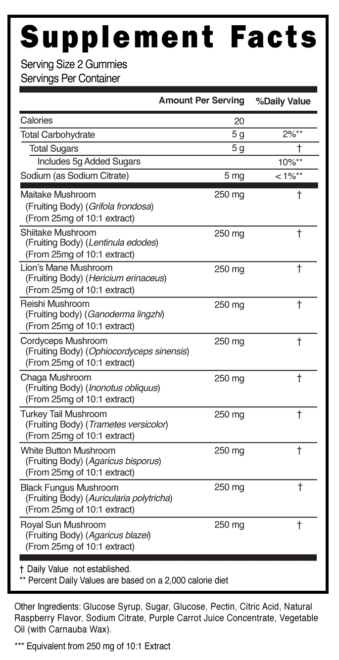 Supplement Facts
Serving Size 2 Gummies
Servings Per Container
Amount Per Serving %Daily Value
Calories 20
Total Carbohydrate 5 g 2%**
Total Sugars 5 g †
Includes 5g Added Sugars 10%**
Sodium (as Sodium Citrate) 5 mg <1%**
Maitake Mushroom 250 mg †
(Fruiting Body) (Grifola frondosa)
(From 25mg of 10:1 extract)
Shiitake Mushroom 250 mg †
(Fruiting Body) (Lentinula edodes)
(From 25mg of 10:1 extract)
Lion's Mane Mushroom 250 mg †
(Fruiting Body) (Hericium erinaceus)
(From 25mg of 10:1 extract)
Reishi Mushroom 250 mg †
(Fruiting body) (Ganoderma lingzhi)
(From 25mg of 10:1 extract)
Cordyceps Mushroom 250 mg †
(Fruiting Body) (Ophiocordyceps sinensis)
(From 25mg of 10:1 extract)
Chaga Mushroom 250 mg †
(Fruiting Body) (Inonotus obliquus)
(From 25mg of 10:1 extract)
Turkey Tail Mushroom 250 mg †
(Fruiting Body) (Trametes versicolor)
(From 25mg of 10:1 extract)
White Button Mushroom 250 mg †
(Fruiting Body) (Agaricus bisporus)
(From 25mg of 10:1 extract)
Black Fungus Mushroom 250 mg †
(Fruiting Body) (Auricularia polytricha)
(From 25mg of 10:1 extract)
Royal Sun Mushroom 250 mg †
(Fruiting Body) (Agaricus blazei)
(From 25mg of 10:1 extract)
† Daily Value not established.
** Percent Daily Values are based on a 2,000 calorie diet
Other Ingredients: Glucose Syrup, Sugar, Glucose, Pectin, Citric Acid, Natural
Raspberry Flavor, Sodium Citrate, Purple Carrot Juice Concentrate, Vegetable
Oil (with Carnauba Wax).
*** Equivalent from 250 mg of 10:1 Extract